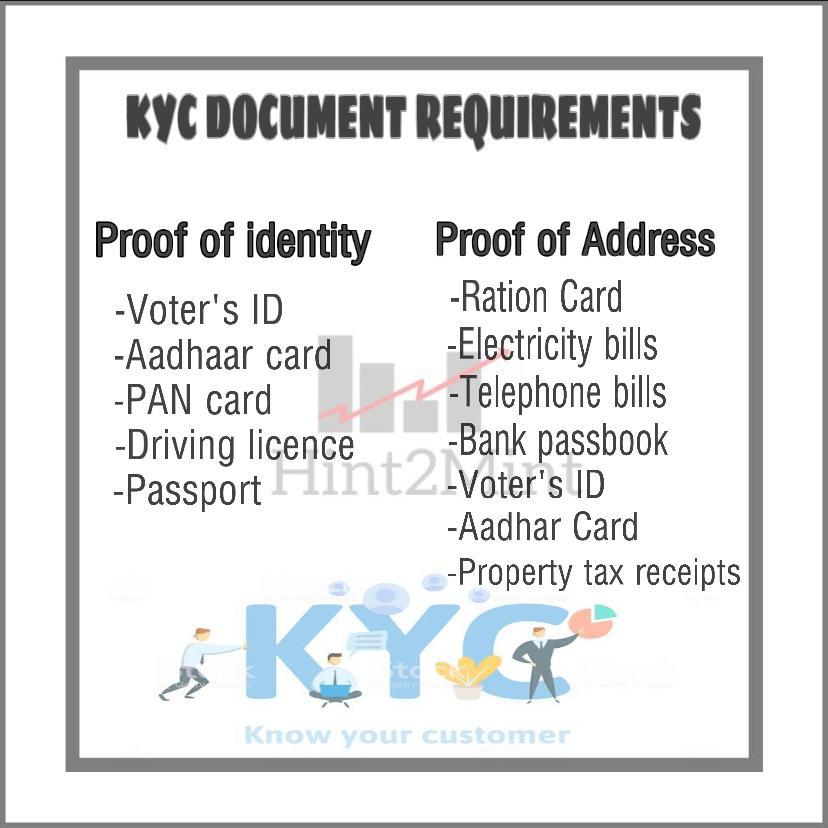 KYC DOCUMENT REQUIREMENTS
Proof of identity
-Voter's ID
-Aadhaar card
-PAN card
-Driving licence
-Passport
Proof of Address
-Ration Card
-Electricity bills
-Telephone bills
-Bank passbook
-Voter's ID
-Aadhar Card
-Property tax receipts
Hint2Mint
KYC
iStock
Know your customer